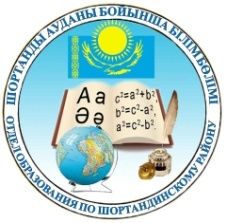 ШОРТАНДЫ АУДАНЫ БОЙЫНША БІЛІМ БӨЛІМІ
Аа
Әә
c²=a²+b²
b²=c²-a²,
a²=c²-b²
ОТДЕЛ ОБРАЗОВАНИЯ ПО ШОРТАНДИНСКОМУ РАЙОНУ